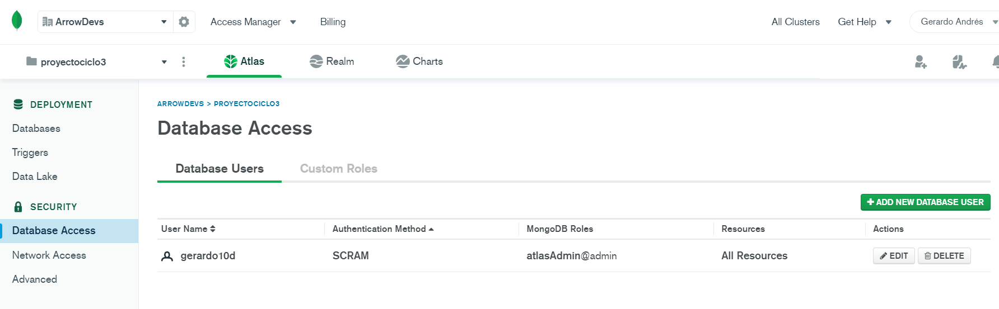 ArrowDevs Access Manager Billing All Clusters Get Help Gerardo Andrés
proyectociclo3 Atlas Realm Charts
DEPLOYMENT
Databases
Triggers
Data Lake
SECURITY
Database Access
Network Access
Advanced
ARROWDEVS > PROYECTOCICLO3
Database Access
Database Users Custom Roles
+ ADD NEW DATABASE USER
User Name Authentication Method MongoDB Roles Resources Actions
gerardo10d SCRAM atlasAdmin@admin All Resources EDIT DELETE